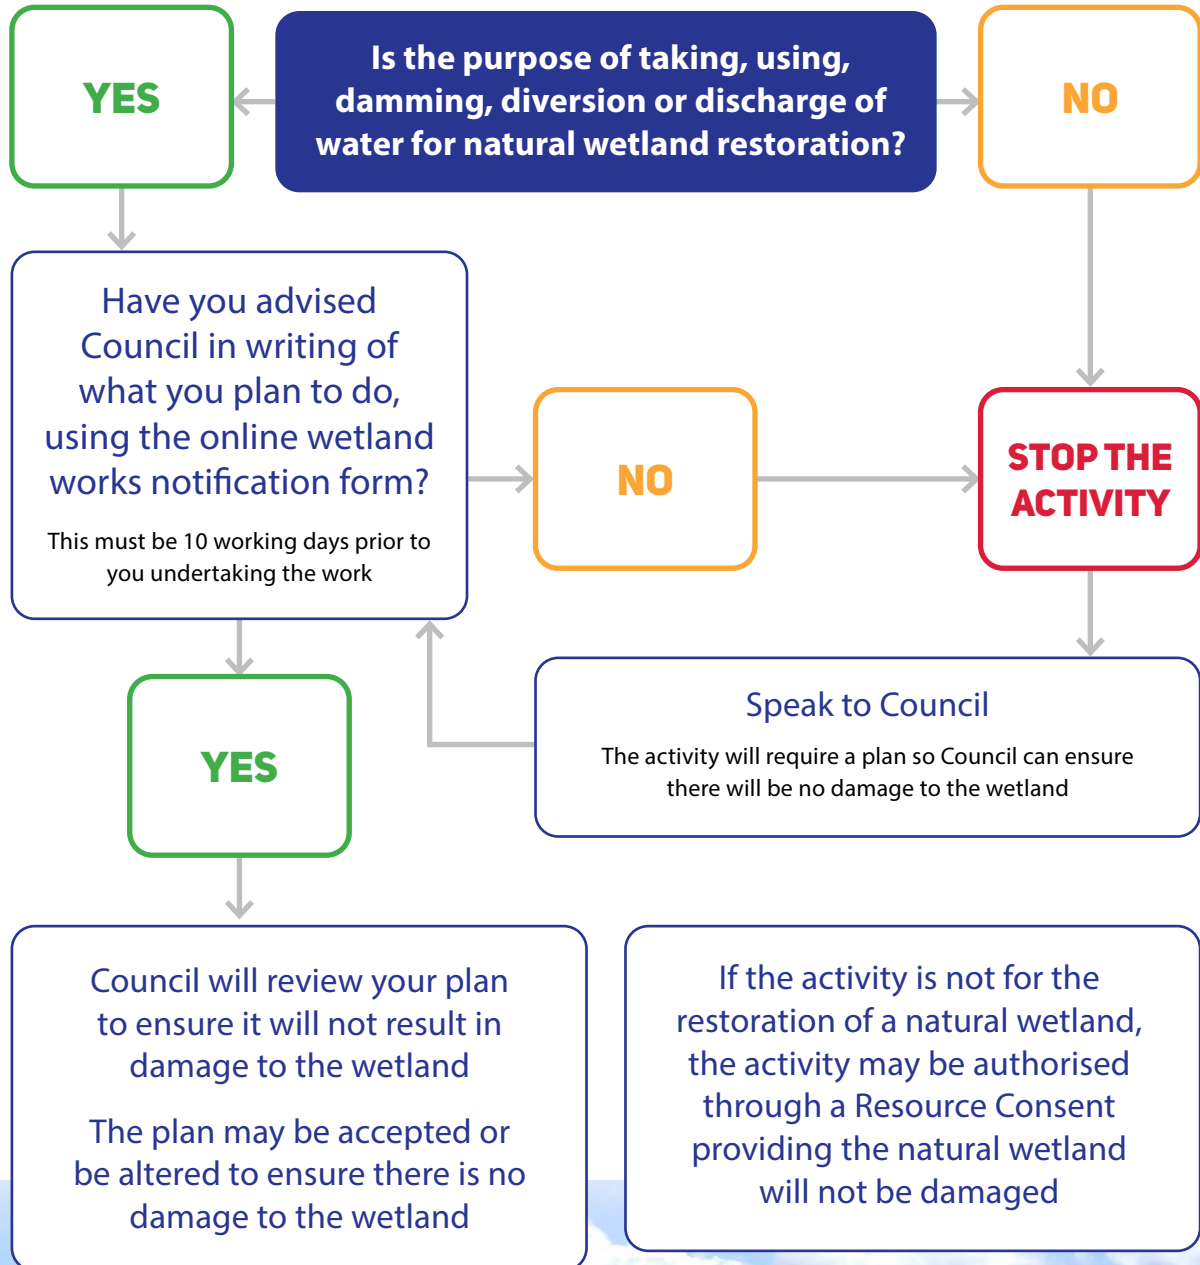 Is the purpose of taking, using,
damming, diversion or discharge of
water for natural wetland restoration?
YES
NO
Have you advised
Council in writing of
what you plan to do,
using the online wetland
works notification form?
This must be 10 working days prior to
you undertaking the work
NO
STOP THE
ACTIVITY
Speak to Council
The activity will require a plan so Council can ensure
there will be no damage to the wetland
YES
Council will review your plan
to ensure it will not result in
damage to the wetland
The plan may be accepted or
be altered to ensure there is no
damage to the wetland
If the activity is not for the
restoration of a natural wetland,
the activity may be authorised
through a Resource Consent
providing the natural wetland
will not be damaged